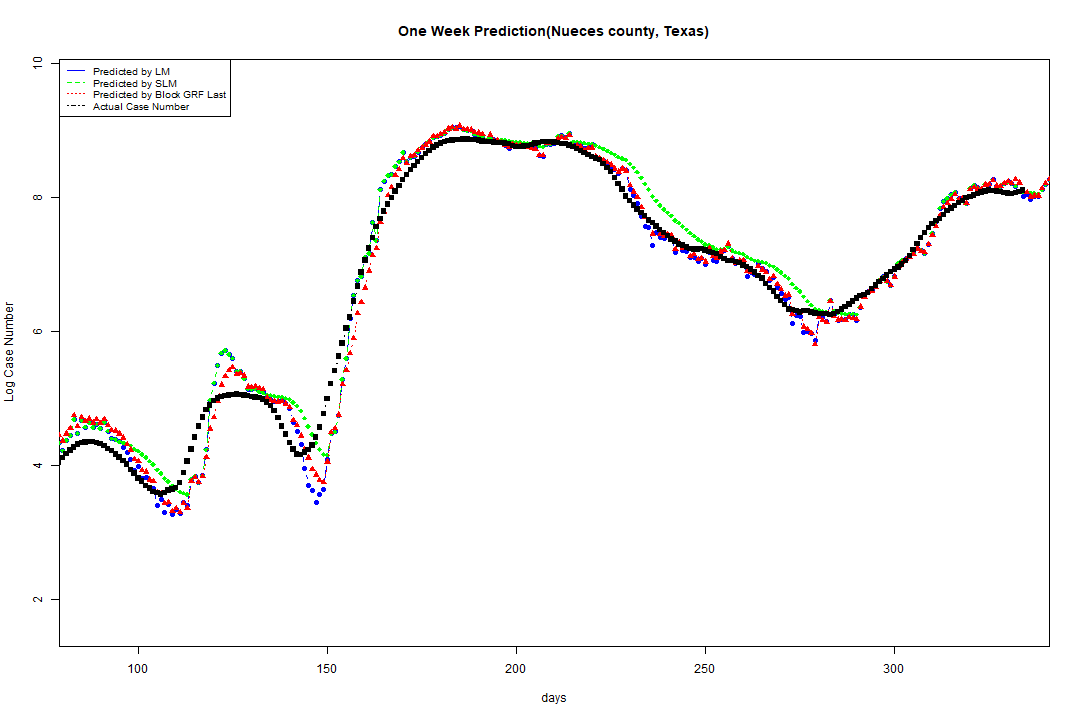 One Week Prediction(Nueces county, Texas)
Predicted by LM
Predicted by SLM
Predicted by Block GRF Last
Actual Case Number
10
8
6
4
2
Log Case Number
100 150 200 250 300
days